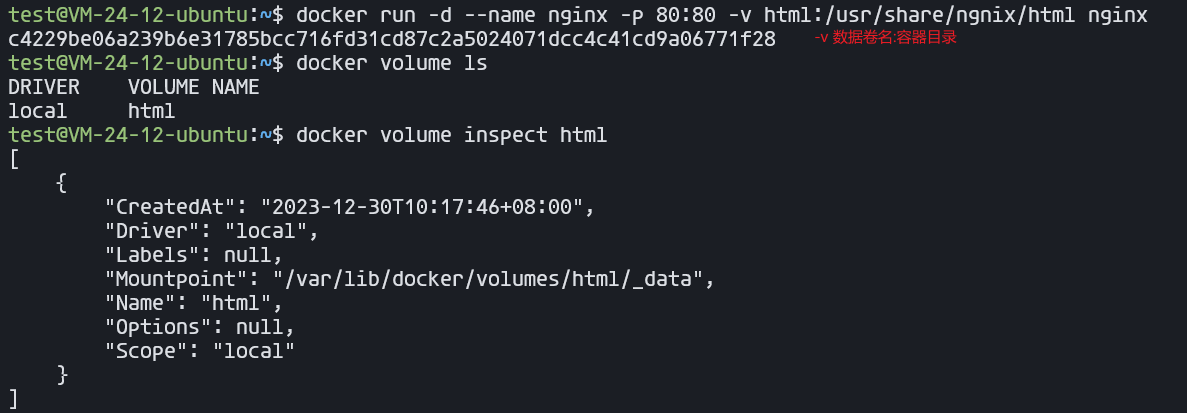 test@VM-24-12-ubuntu:~$ docker run -d --name nginx -p 80:80 -v html:/usr/share/ngnix/html nginx
c4229be06a239b6e31785bcc716fd31cd87c2a5024071dcc4c41cd9a06771f28 -v 数据卷名:容器目录
test@VM-24-12-ubuntu:~$ docker volume ls
DRIVER    VOLUME NAME
local     html
test@VM-24-12-ubuntu:~$ docker volume inspect html
[
    {
        "CreatedAt": "2023-12-30T10:17:46+08:00",
        "Driver": "local",
        "Labels": null,
        "Mountpoint": "/var/lib/docker/volumes/html/_data",
        "Name": "html",
        "Options": null,
        "Scope": "local"
    }
]